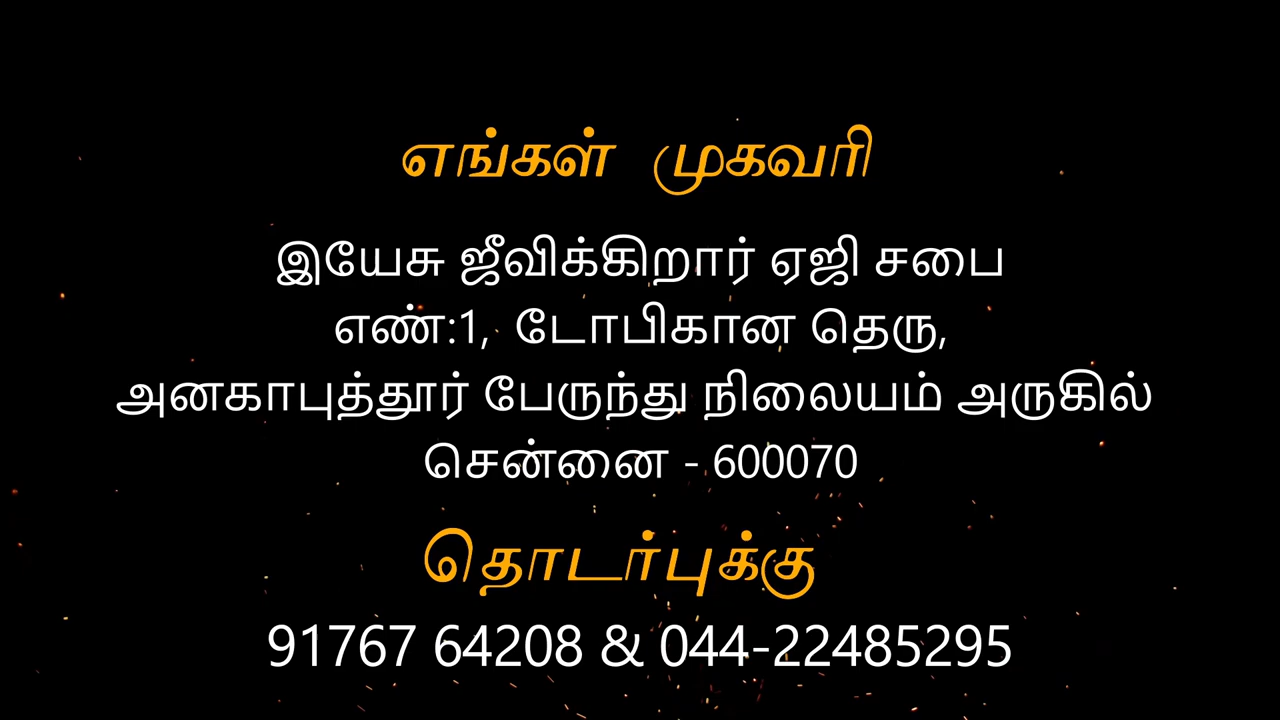 எங்கள் முகவரி
இயேசு ஜீவிக்கிறார் ஏஜி சபை
எண்:1, டோபிகான தெரு,
அனகாபுத்தூர் பேருந்து நிலையம் அருகில்
சென்னை - 600070
தொடர்புக்கு
91767 64208 & 044-22485295